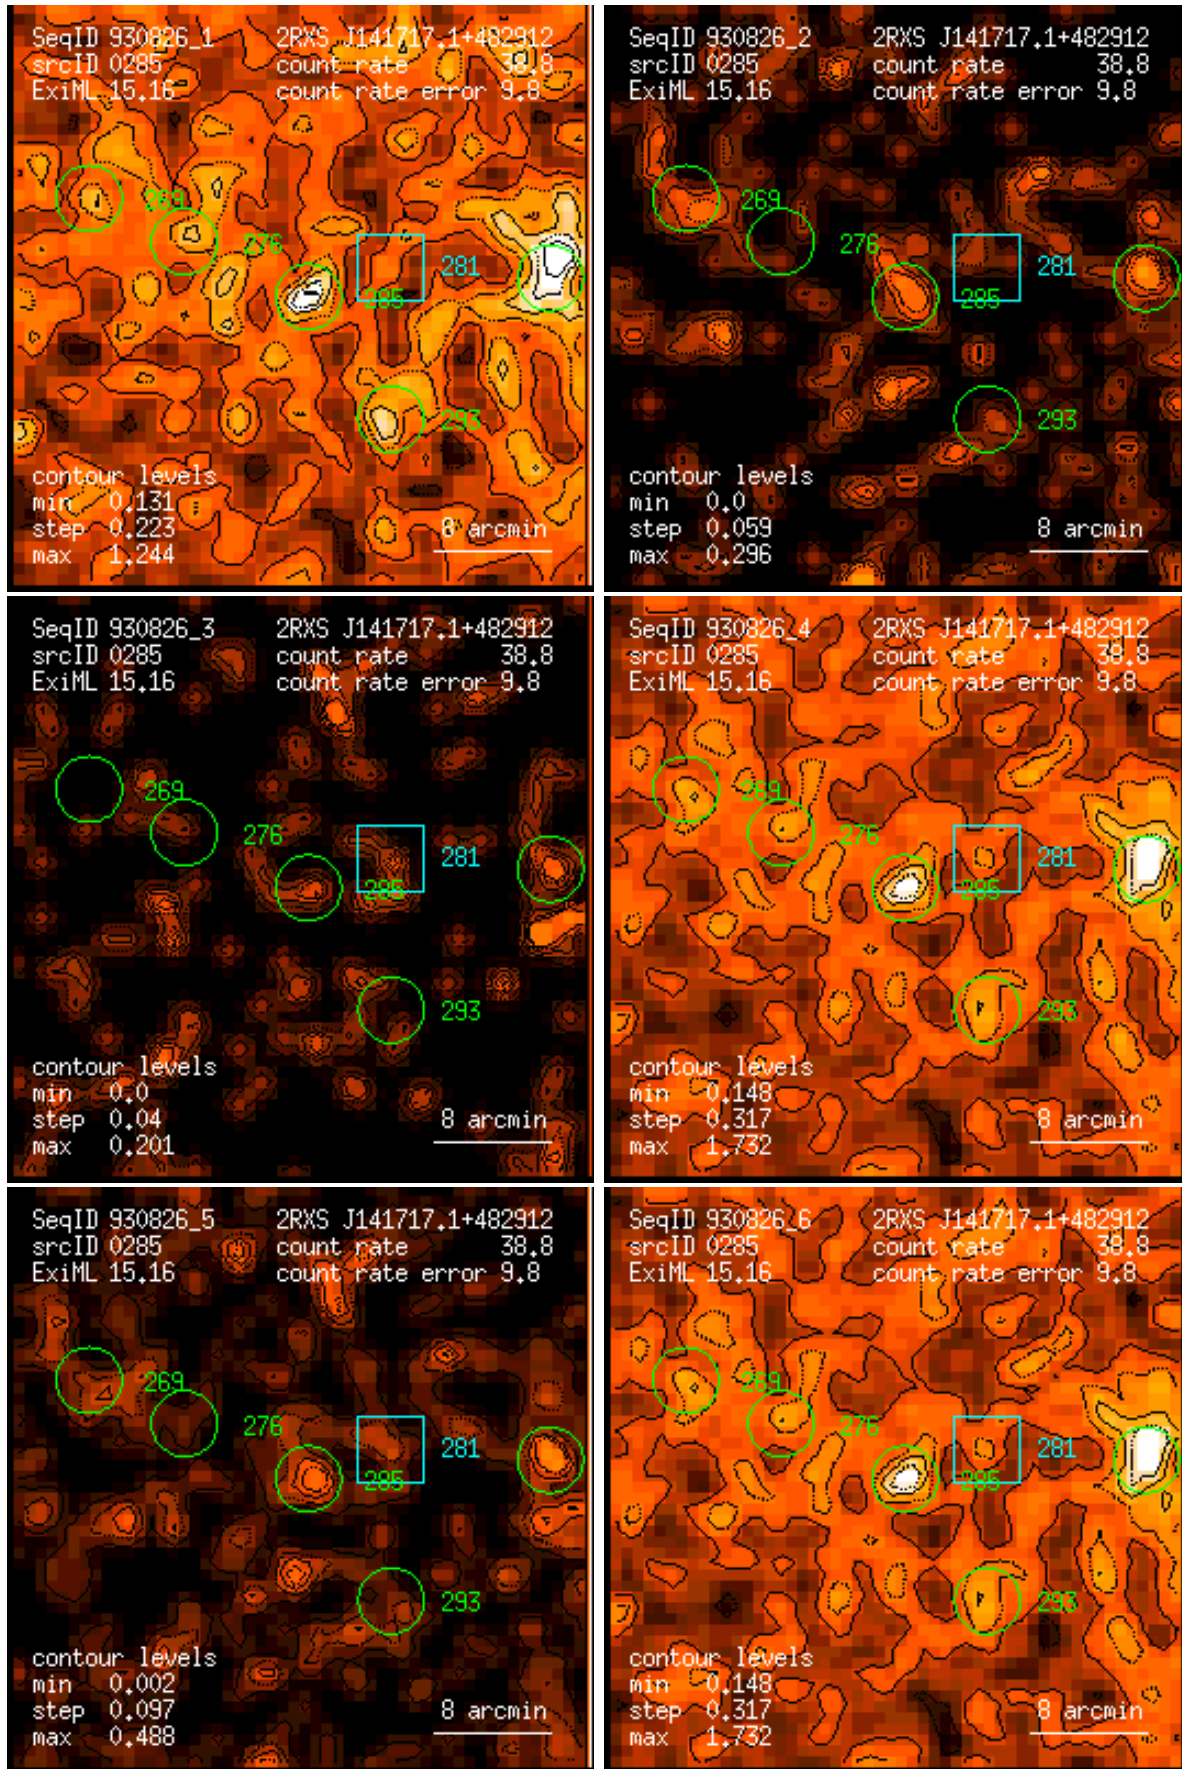 SeqID 930826_1 2RXS J141717.1+482912
srcID 0285 count rate 38.8
ExiML 15.16 count rate error 9.8
269
276
281
285
293
contour levels
min 0.131
step 0.223 8 arcmin
max 1.244
SeqID 930826_2 2RXS J141717.1+482912
srcID 0285 count rate 38.8
ExiML 15.16 count rate error 9.8
269
276
281
285
293
contour levels
min 0.0
step 0.059 8 arcmin
max 0.296
SeqID 930826_3 2RXS J141717.1+482912
srcID 0285 count rate 38.8
ExiML 15.16 count rate error 9.8
269
276
281
285
293
contour levels
min 0.0
step 0.04 8 arcmin
max 0.201
SeqID 930826_4 2RXS J141717.1+482912
srcID 0285 count rate 38.8
ExiML 15.16 count rate error 9.8
269
276
281
285
293
contour levels
min 0.148
step 0.317 8 arcmin
max 1.732
SeqID 930826_5 2RXS J141717.1+482912
srcID 0285 count rate 38.8
ExiML 15.16 count rate error 9.8
269
276
281
285
293
contour levels
min 0.002
step 0.097 8 arcmin
max 0.488
SeqID 930826_6 2RXS J141717.1+482912
srcID 0285 count rate 38.8
ExiML 15.16 count rate error 9.8
269
276
281
285
293
contour levels
min 0.148
step 0.317 8 arcmin
max 1.732